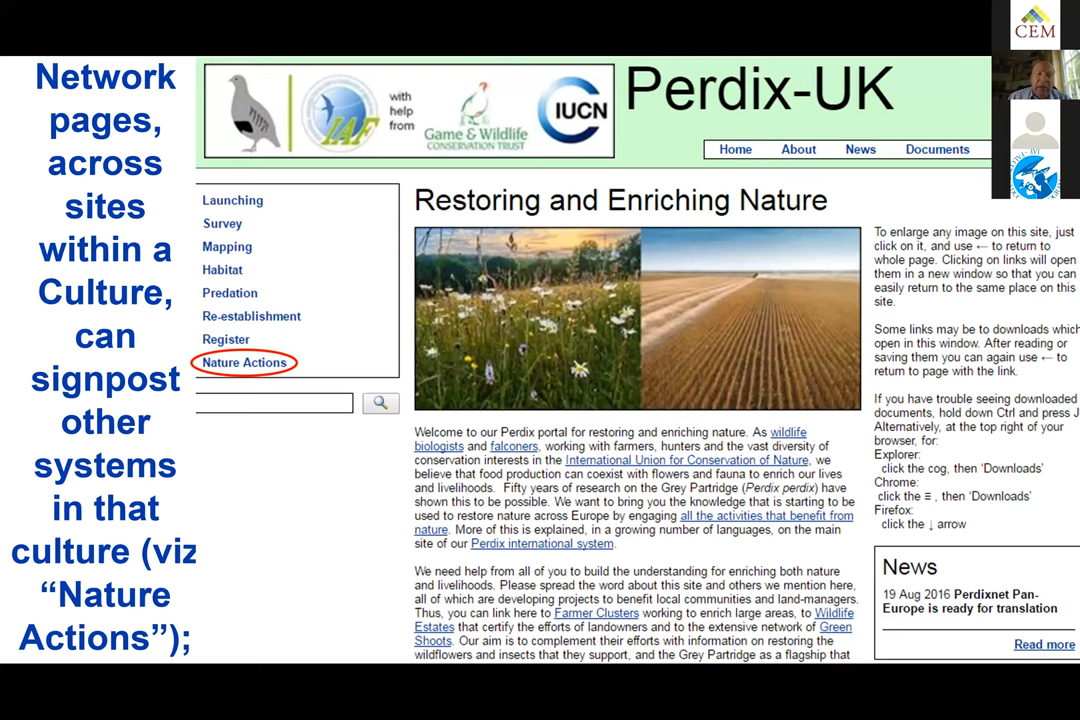 Network
pages,
across
sites
within a
Culture,
can
signpost
other
systems
in that
culture (viz
“Nature
Actions”);
IAF
with
help
from
Game & Wildlife
CONSERVATION TRUST
IUCN
Perdix-UK
Home About News Documents
CEM
Launching
Survey
Mapping
Habitat
Predation
Re-establishment
Register
Nature Actions
Restoring and Enriching Nature
Welcome to our Perdix portal for restoring and enriching nature. As wildlife
biologists and falconers, working with farmers, hunters and the vast diversity of
conservation interests in the International Union for Conservation of Nature, we
believe that food production can coexist with flowers and fauna to enrich our lives
and livelihoods. Fifty years of research on the Grey Partridge (Perdix perdix) have
shown this to be possible. We want to bring you the knowledge that is starting to be
used to restore nature across Europe by engaging all the activities that benefit from
nature. More of this is explained, in a growing number of languages, on the main
site of our Perdix international system.
We need help from all of you to build the understanding for enriching both nature
and livelihoods. Please spread the word about this site and others we mention here,
all of which are developing projects to benefit local communities and land-managers.
Thus, you can link here to Farmer Clusters working to enrich large areas, to Wildlife
Estates that certify the efforts of landowners and to the extensive network of Green
Shoots. Our aim is to complement their efforts with information on restoring the
wildflowers and insects that they support, and the Grey Partridge as a flagship that
To enlarge any image on this site, just
click on it, and use ← to return to
whole page. Clicking on links will open
them in a new window so that you can
easily return to the same place on this
site.
Some links may be to downloads which
open in this window. After reading or
saving them you can again use ← to
return to page with the link.
If you have trouble seeing downloaded
documents, hold down Ctrl and press J
Alternatively, at the top right of your
browser, for:
Explorer:
click the cog, then ‘Downloads’
Chrome:
click the ≡ , then ‘Downloads’
Firefox:
click the ↓ arrow
News
19 Aug 2016 Perdixnet Pan-
Europe is ready for translation
Read more